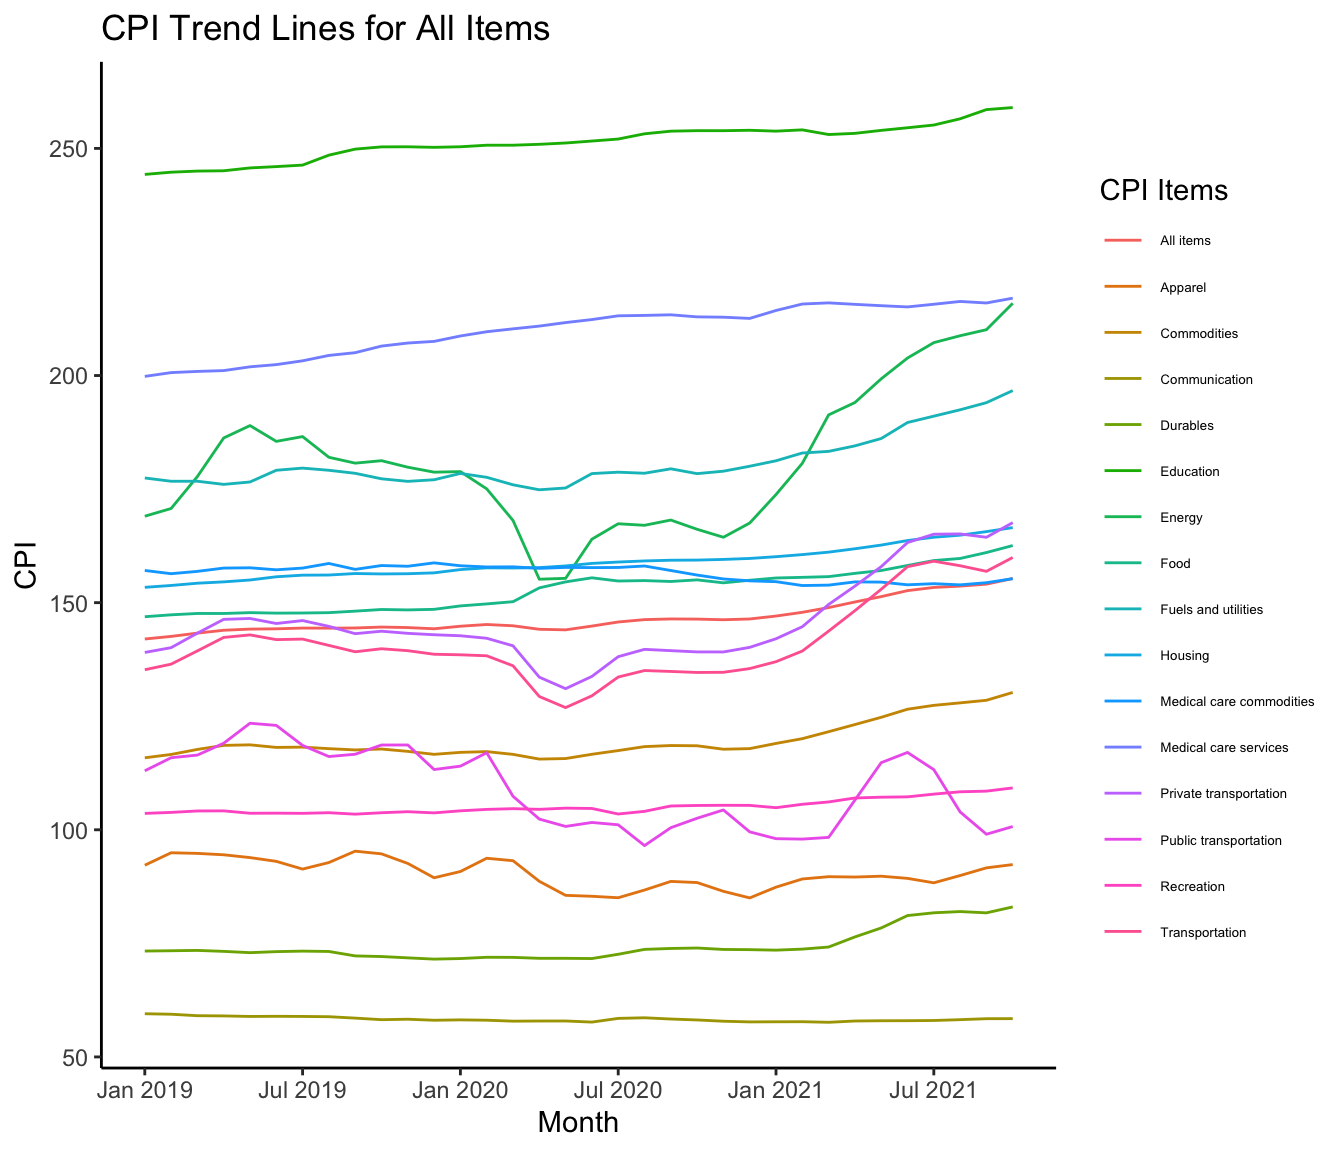 CPI Trend Lines for All Items
250
200
150
100
50
CPI
Jan 2019
Jul 2019
Jan 2020
Jul 2020
Jan 2021
Jul 2021
Month
CPI Items
All items
Apparel
Commodities
Communication
Durables
Education
Energy
Food
Fuels and utilities
Housing
Medical care commodities
Medical care services
Private transportation
Public transportation
Recreation
Transportation